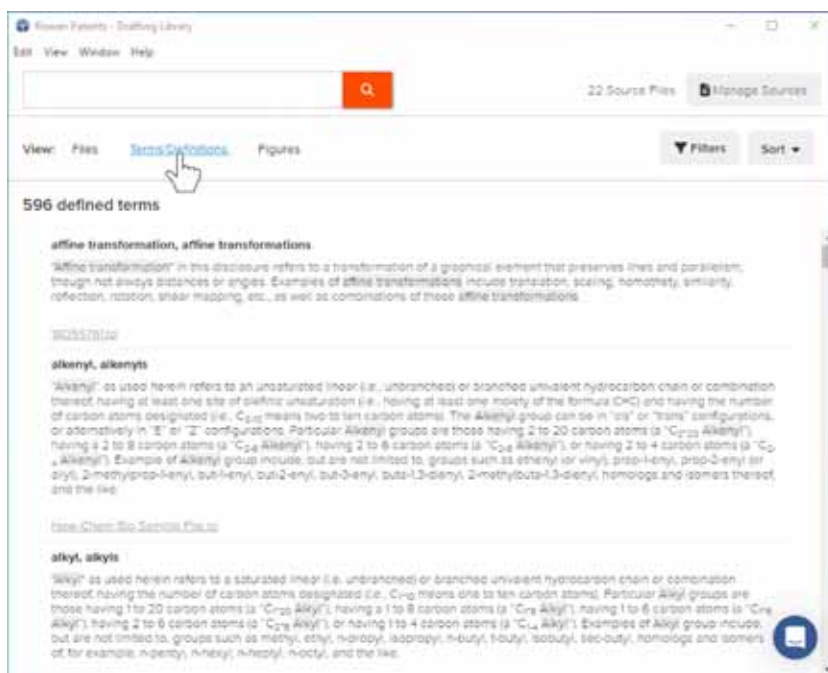 Rowan Patents - Drafting Library
Edit View Window Help
22 Source Files Manage Sources
View: Files Terms/Definitions Figures Filters Sort
596 defined terms
affine transformation, affine transformations
"Affine transformation" in this disclosure refers to a transformation of a graphical element that preserves lines and parallelism,
though not always distances or angles. Examples of affine transformations include translation, scaling, homothety, similarity,
reflection, rotation, shear mapping, etc., as well as combinations of these affine transformations.
alkenyl, alkenyls
"Alkenyl" as used herein refers to an unsaturated linear (i.e., unbranched) or branched univalent hydrocarbon chain or combination
thereof, having at least one site of olefinic unsaturation (i.e., having at least one moiety of the formula C=C) and having the number
of carbon atoms designated (i.e., C₂-₁₀ means two to ten carbon atoms). The Alkenyl group can be in "cis" or "trans" configurations,
or alternatively in "E" or "Z" configurations. Particular Alkenyl groups are those having 2 to 20 carbon atoms (a "C₂-₂₀ Alkenyl"),
having a 2 to 8 carbon atoms (a "C₂-₈ Alkenyl"), having 2 to 6 carbon atoms (a "C₂-₆ Alkenyl"), or having 2 to 4 carbon atoms (a "C₂-
₄ Alkenyl"). Example of Alkenyl group include, but are not limited to, groups such as ethenyl (or vinyl), prop-1-enyl, prop-2-enyl (or
allyl), 2-methylprop-1-enyl, but-1-enyl, but-2-enyl, but-3-enyl, buta-1,3-dienyl, 2-methylbuta-1,3-dienyl, homologs and isomers thereof,
and the like.
New Chem Bio Sample File
alkyl, alkyls
"Alkyl" as used herein refers to a saturated linear (i.e. unbranched) or branched univalent hydrocarbon chain or combination
thereof, having the number of carbon atoms designated (i.e., C₁-₁₀ means one to ten carbon atoms). Particular Alkyl groups are
those having 1 to 20 carbon atoms (a "C₁-₂₀ Alkyl"), having a 1 to 8 carbon atoms (a "C₁-₈ Alkyl"), having 1 to 6 carbon atoms (a "C₁-₆
Alkyl"), having 2 to 6 carbon atoms (a "C₂-₆ Alkyl"), or having 1 to 4 carbon atoms (a "C₁-₄ Alkyl"). Examples of Alkyl group include,
but are not limited to, groups such as methyl, ethyl, n-propyl, isopropyl, n-butyl, t-butyl, isobutyl, sec-butyl, homologs and isomers
of, for example, n-pentyl, n-hexyl, n-heptyl, n-octyl, and the like.